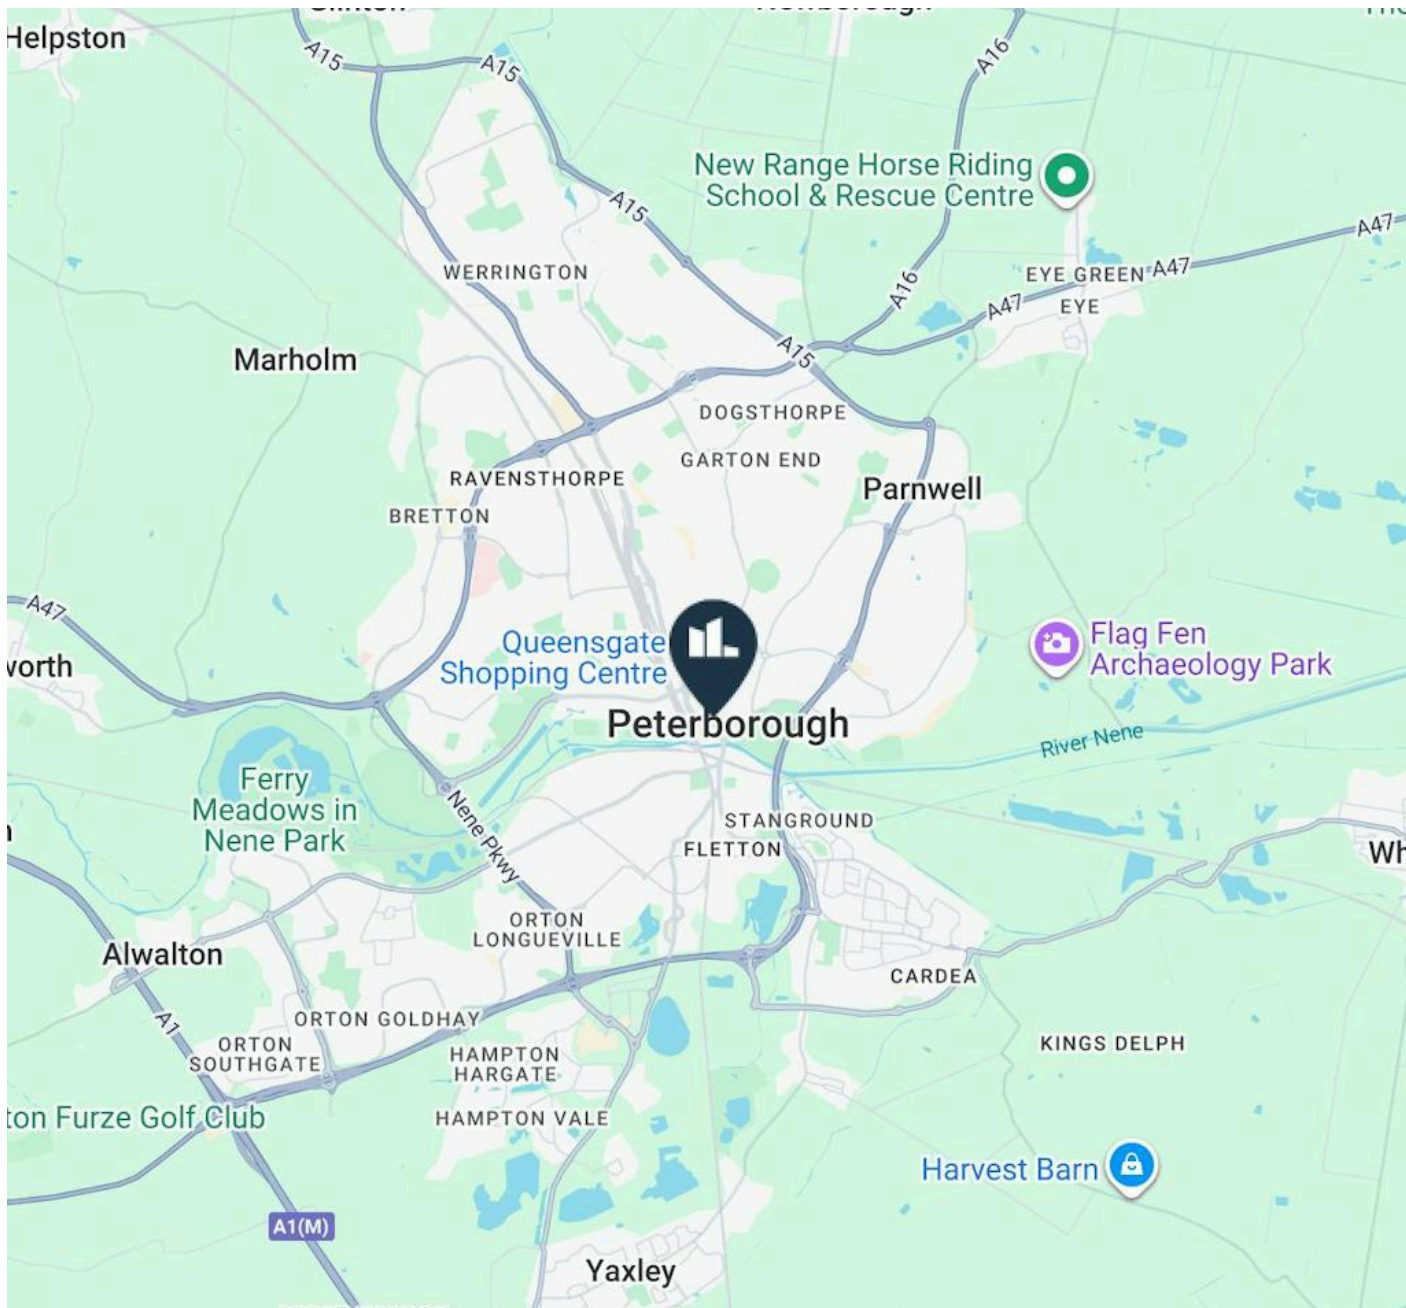 Helpston
A15
A15
A16
New Range Horse Riding
School & Rescue Centre
A15
A47
WERRINGTON
EYE GREEN
A47
A16
A47
EYE
Marholm
A15
DOGSTHORPE
GARTON END
RAVENSTHORPE
Parnwell
BRETTON
A47
Queensgate
Shopping Centre
Flag Fen
Archaeology Park
worth
Peterborough
River Nene
Ferry
Meadows in
Nene Park
Nene Pkwy
STANGROUND
FLETTON
Wh
ORTON
LONGUEVILLE
Alwalton
CARDEA
A1
ORTON GOLDHAY
ORTON
SOUTHGATE
HAMPTON
HARGATE
KINGS DELPH
ton Furze Golf Club
HAMPTON VALE
Harvest Barn
A1(M)
Yaxley